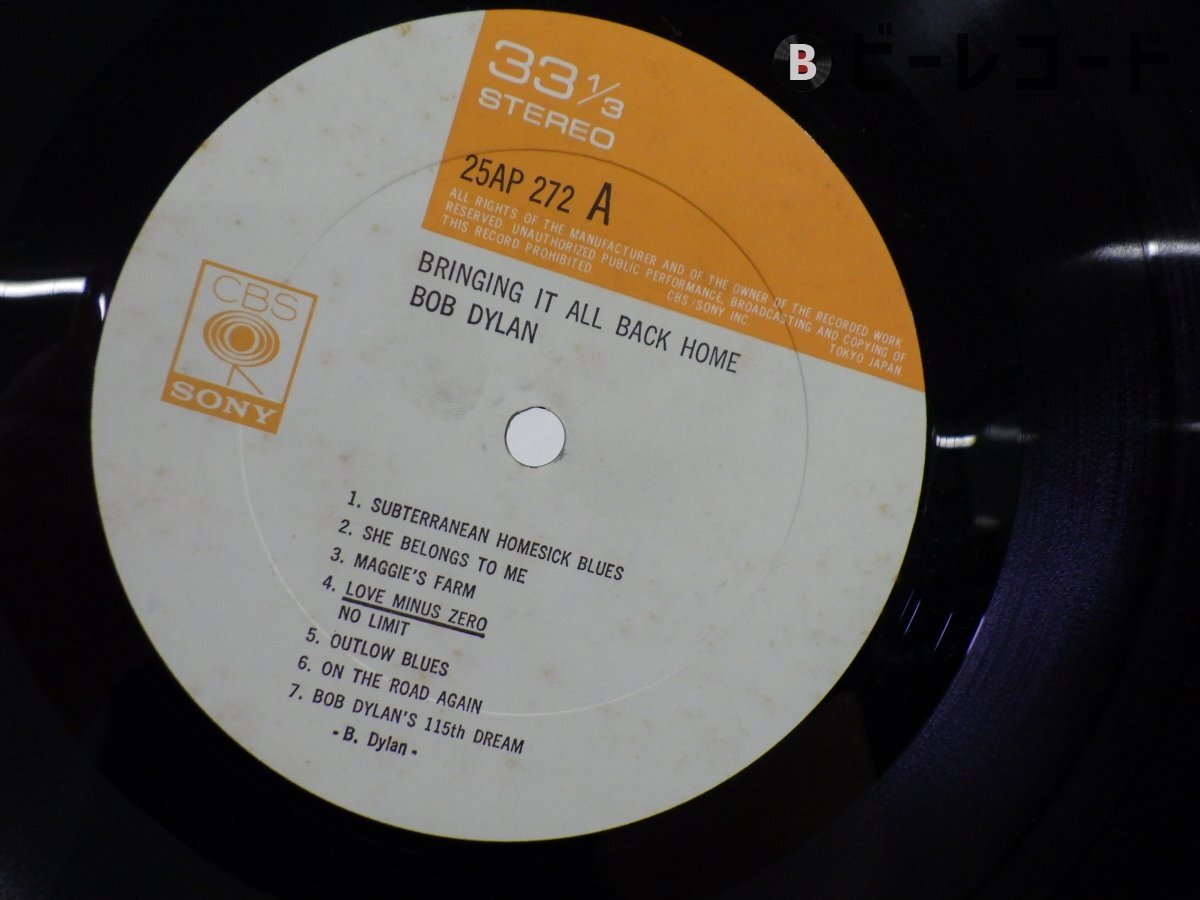 B ビーレコード
33 1/3
STEREO
25AP 272 A
ALL RIGHTS OF THE MANUFACTURER AND OF THE OWNER OF THE RECORDED WORK
RESERVED. UNAUTHORIZED PUBLIC PERFORMANCE, BROADCASTING AND COPYING OF
THIS RECORD PROHIBITED. CBS/SONY INC. TOKYO JAPAN.
BRINGING IT ALL BACK HOME
BOB DYLAN
CBS
SONY
1. SUBTERRANEAN HOMESICK BLUES
2. SHE BELONGS TO ME
3. MAGGIE'S FARM
4. LOVE MINUS ZERO
NO LIMIT
5. OUTLOW BLUES
6. ON THE ROAD AGAIN
7. BOB DYLAN'S 115th DREAM
- B. Dylan -